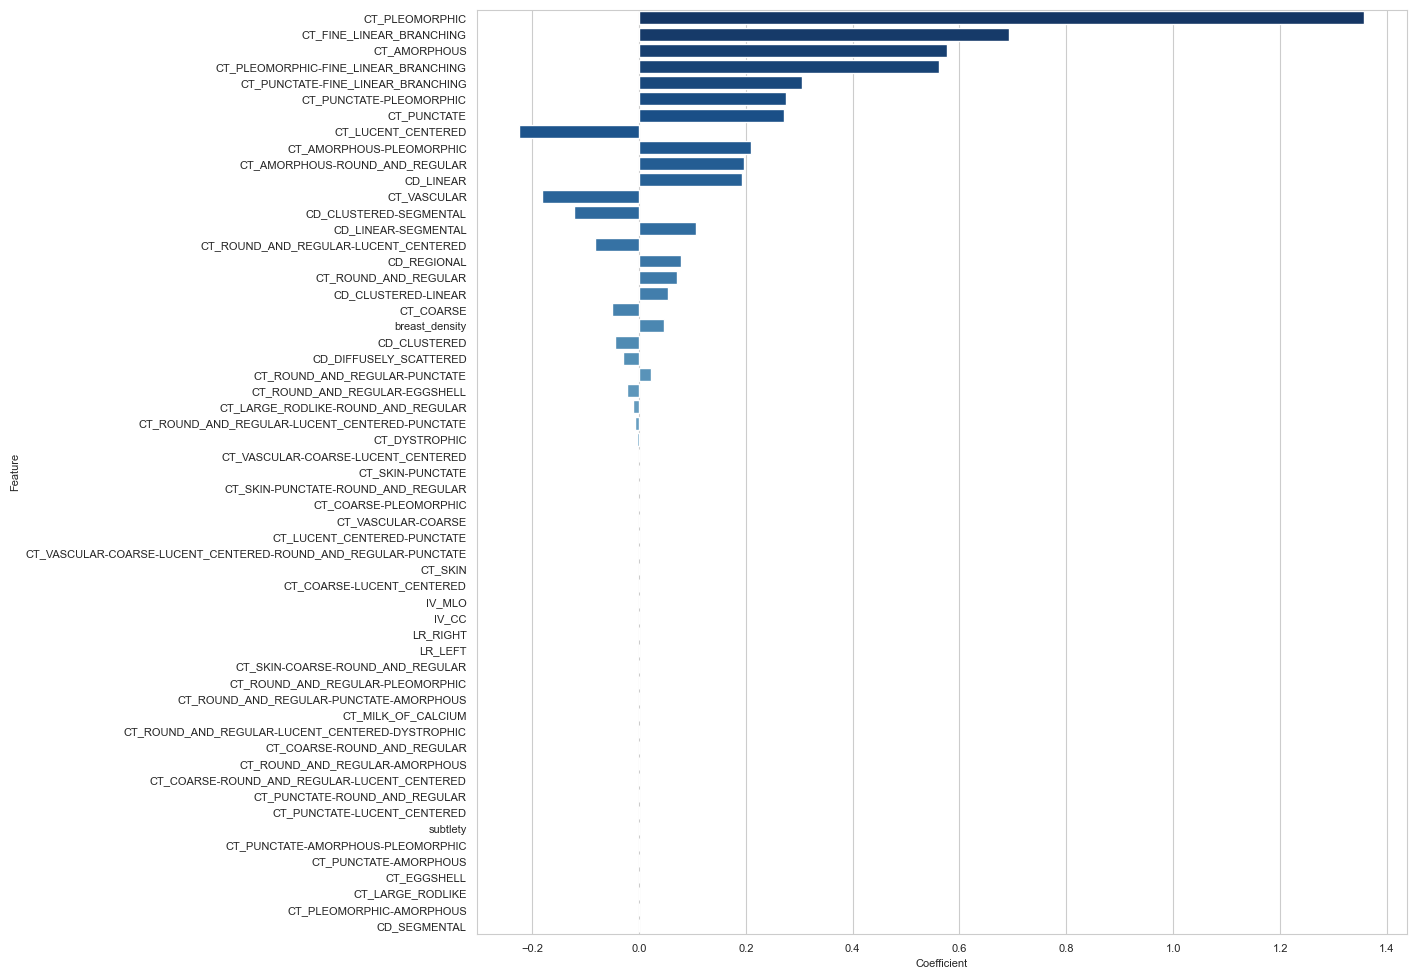 CT_PLEOMORPHIC
CT_FINE_LINEAR_BRANCHING
CT_AMORPHOUS
CT_PLEOMORPHIC-FINE_LINEAR_BRANCHING
CT_PUNCTATE-FINE_LINEAR_BRANCHING
CT_PUNCTATE-PLEOMORPHIC
CT_PUNCTATE
CT_LUCENT_CENTERED
CT_AMORPHOUS-PLEOMORPHIC
CT_AMORPHOUS-ROUND_AND_REGULAR
CD_LINEAR
CT_VASCULAR
CD_CLUSTERED-SEGMENTAL
CD_LINEAR-SEGMENTAL
CT_ROUND_AND_REGULAR-LUCENT_CENTERED
CD_REGIONAL
CT_ROUND_AND_REGULAR
CD_CLUSTERED-LINEAR
CT_COARSE
breast_density
CD_CLUSTERED
CD_DIFFUSELY_SCATTERED
CT_ROUND_AND_REGULAR-PUNCTATE
CT_ROUND_AND_REGULAR-EGGSHELL
CT_LARGE_RODLIKE-ROUND_AND_REGULAR
CT_ROUND_AND_REGULAR-LUCENT_CENTERED-PUNCTATE
CT_DYSTROPHIC
CT_VASCULAR-COARSE-LUCENT_CENTERED
CT_SKIN-PUNCTATE
CT_SKIN-PUNCTATE-ROUND_AND_REGULAR
CT_COARSE-PLEOMORPHIC
CT_VASCULAR-COARSE
CT_LUCENT_CENTERED-PUNCTATE
CT_VASCULAR-COARSE-LUCENT_CENTERED-ROUND_AND_REGULAR-PUNCTATE
CT_SKIN
CT_COARSE-LUCENT_CENTERED
IV_MLO
IV_CC
LR_RIGHT
LR_LEFT
CT_SKIN-COARSE-ROUND_AND_REGULAR
CT_ROUND_AND_REGULAR-PLEOMORPHIC
CT_ROUND_AND_REGULAR-PUNCTATE-AMORPHOUS
CT_MILK_OF_CALCIUM
CT_ROUND_AND_REGULAR-LUCENT_CENTERED-DYSTROPHIC
CT_COARSE-ROUND_AND_REGULAR
CT_ROUND_AND_REGULAR-AMORPHOUS
CT_COARSE-ROUND_AND_REGULAR-LUCENT_CENTERED
CT_PUNCTATE-ROUND_AND_REGULAR
CT_PUNCTATE-LUCENT_CENTERED
subtlety
CT_PUNCTATE-AMORPHOUS-PLEOMORPHIC
CT_PUNCTATE-AMORPHOUS
CT_EGGSHELL
CT_LARGE_RODLIKE
CT_PLEOMORPHIC-AMORPHOUS
CD_SEGMENTAL
Feature
−0.2 0.0 0.2 0.4 0.6 0.8 1.0 1.2 1.4
Coefficient